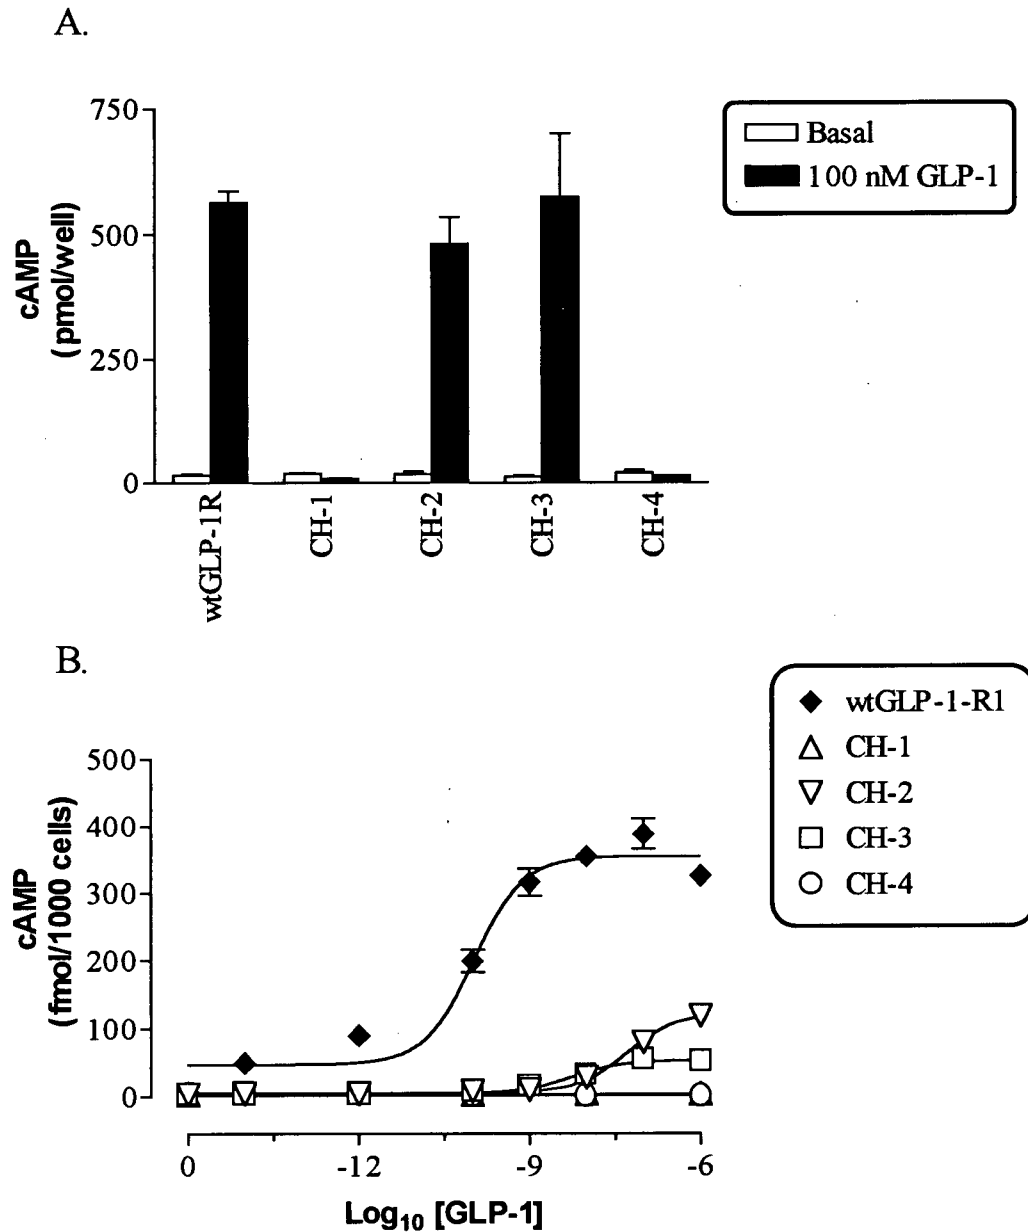 A.
750
500
250
0
cAMP
(pmol/well)
Basal
100 nM GLP-1
wtGLP-1R
CH-1
CH-2
CH-3
CH-4
B.
500
400
300
200
100
0
cAMP
(fmol/1000 cells)
wtGLP-1-R1
CH-1
CH-2
CH-3
CH-4
0
-12
-9
-6
Log₁₀ [GLP-1]